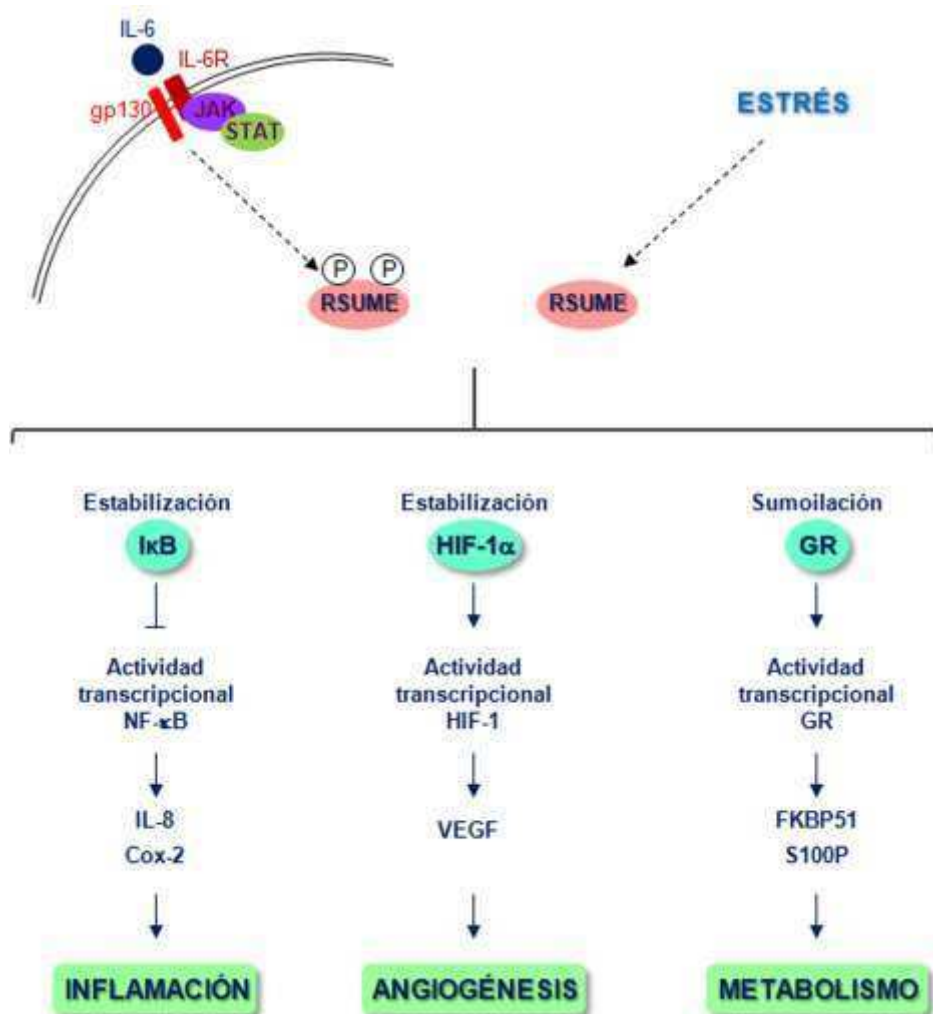 IL-6
IL-6R
gp130
JAK
STAT
ESTRÉS
P P
RSUME
RSUME
Estabilización
IκB
Actividad
transcripcional
NF-κB
IL-8
Cox-2
INFLAMACIÓN
Estabilización
HIF-1α
Actividad
transcripcional
HIF-1
VEGF
ANGIOGÉNESIS
Sumoilación
GR
Actividad
transcripcional
GR
FKBP51
S100P
METABOLISMO